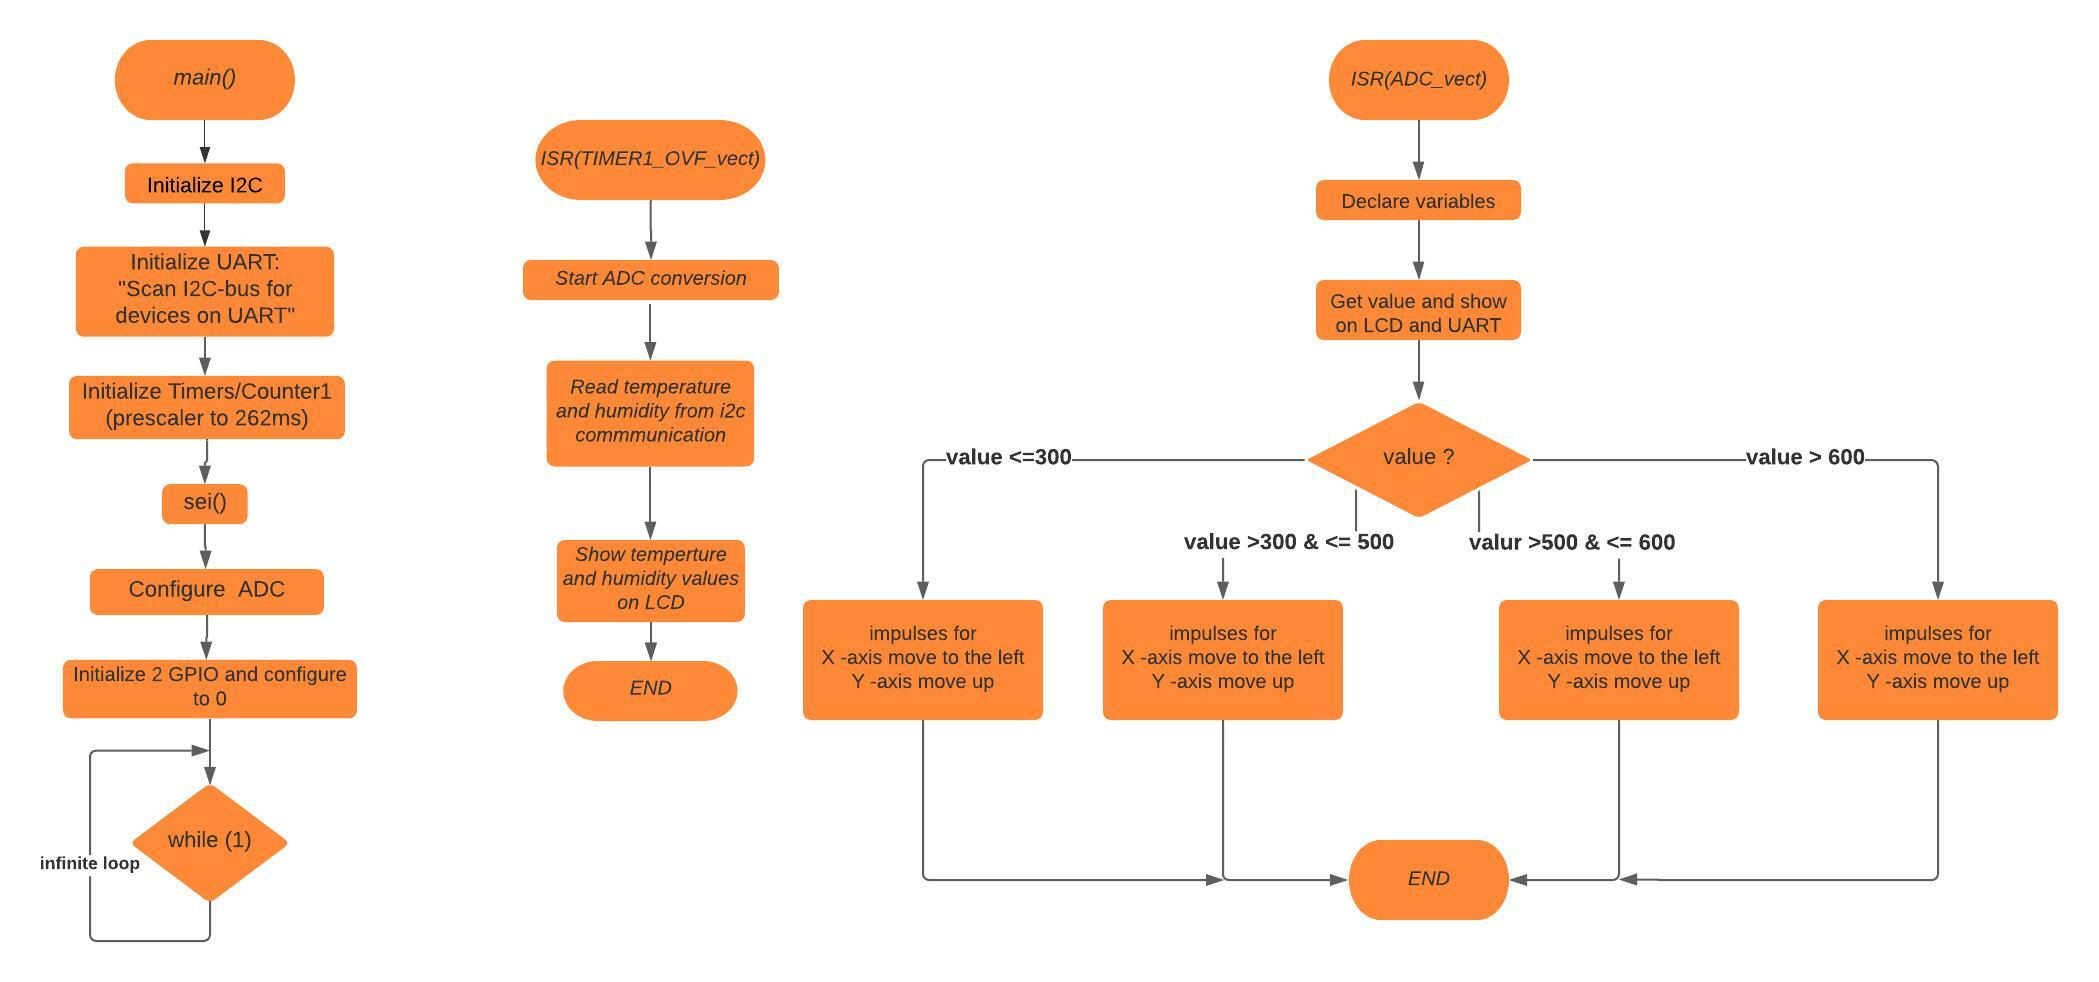 main()
Initialize I2C
Initialize UART:
"Scan I2C-bus for
devices on UART"
Initialize Timers/Counter1
(prescaler to 262ms)
sei()
Configure  ADC
Initialize 2 GPIO and configure
to 0
while (1)
infinite loop
ISR(TIMER1_OVF_vect)
Start ADC conversion
Read temperature
and humidity from i2c
commmunication
Show temperture
and humidity values
on LCD
END
ISR(ADC_vect)
Declare variables
Get value and show
on LCD and UART
value ?
value <=300
value >300 & <= 500
valur >500 & <= 600
value > 600
impulses for
X -axis move to the left
Y -axis move up
impulses for
X -axis move to the left
Y -axis move up
impulses for
X -axis move to the left
Y -axis move up
impulses for
X -axis move to the left
Y -axis move up
END